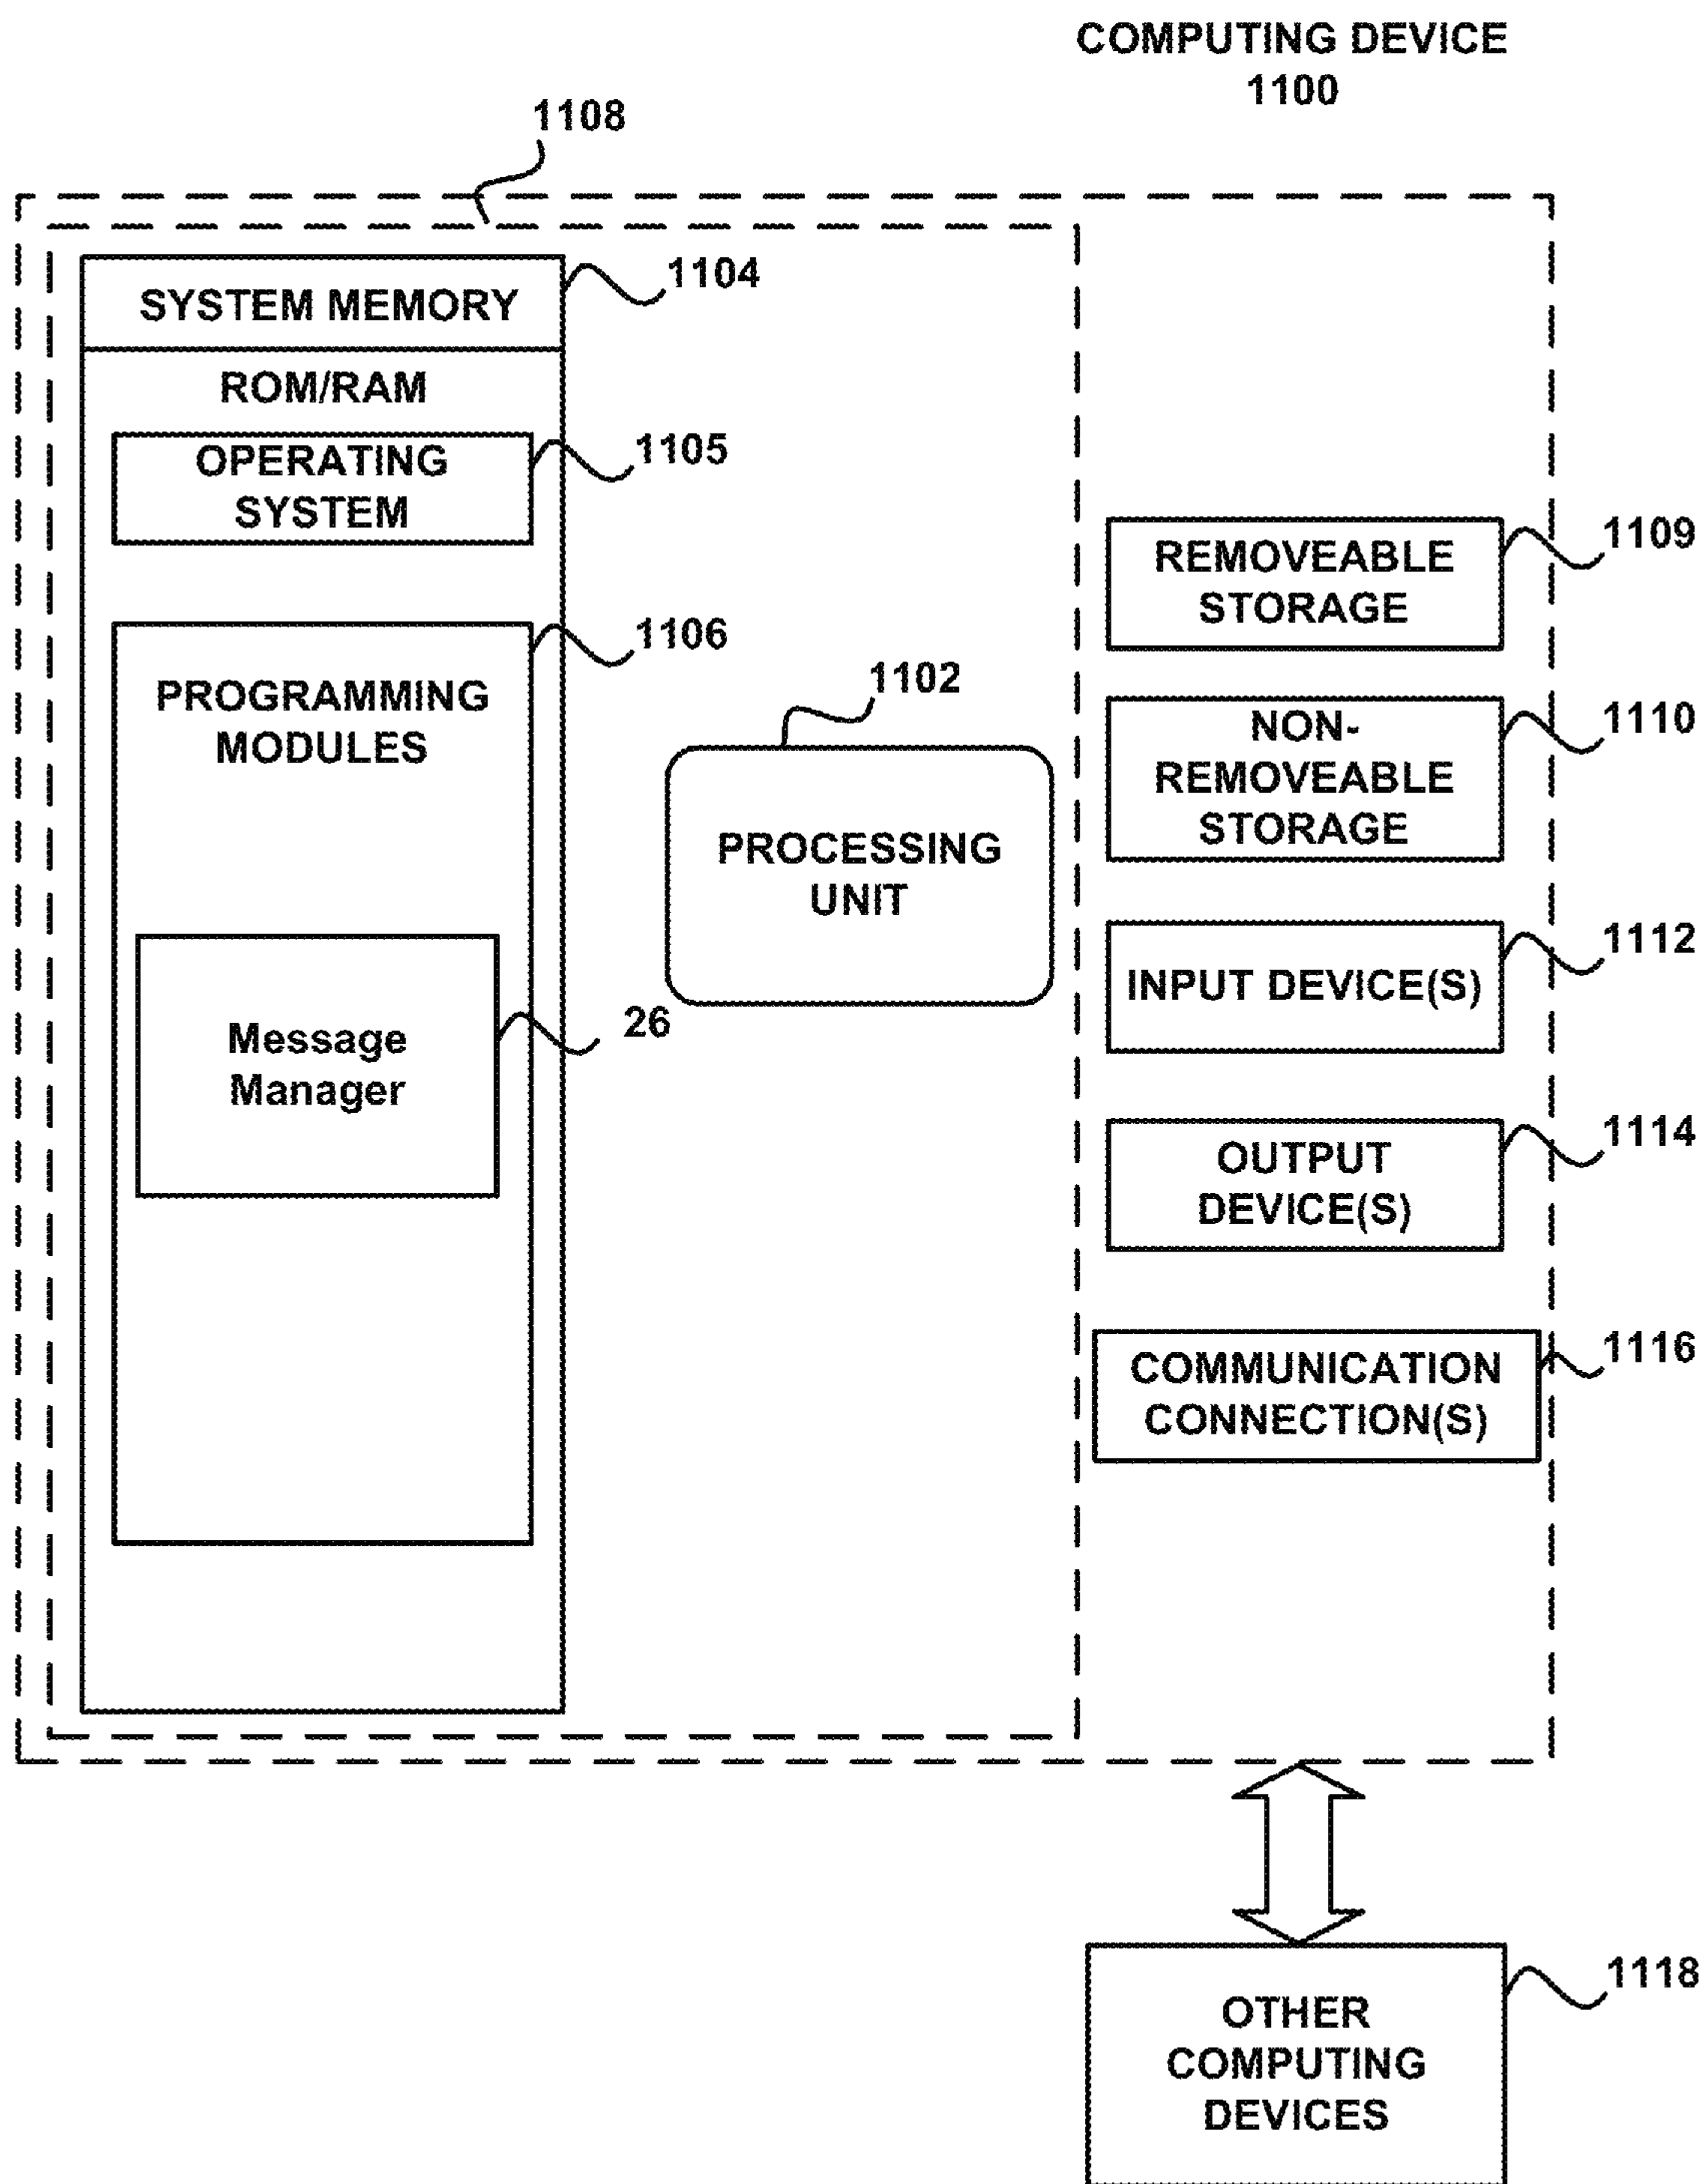 COMPUTING DEVICE
1100
1108
SYSTEM MEMORY
1104
ROM/RAM
OPERATING
SYSTEM
1105
PROGRAMMING
MODULES
1106
Message
Manager
26
1102
PROCESSING
UNIT
REMOVEABLE
STORAGE
1109
NON-
REMOVEABLE
STORAGE
1110
INPUT DEVICE(S)
1112
OUTPUT
DEVICE(S)
1114
COMMUNICATION
CONNECTION(S)
1116
OTHER
COMPUTING
DEVICES
1118